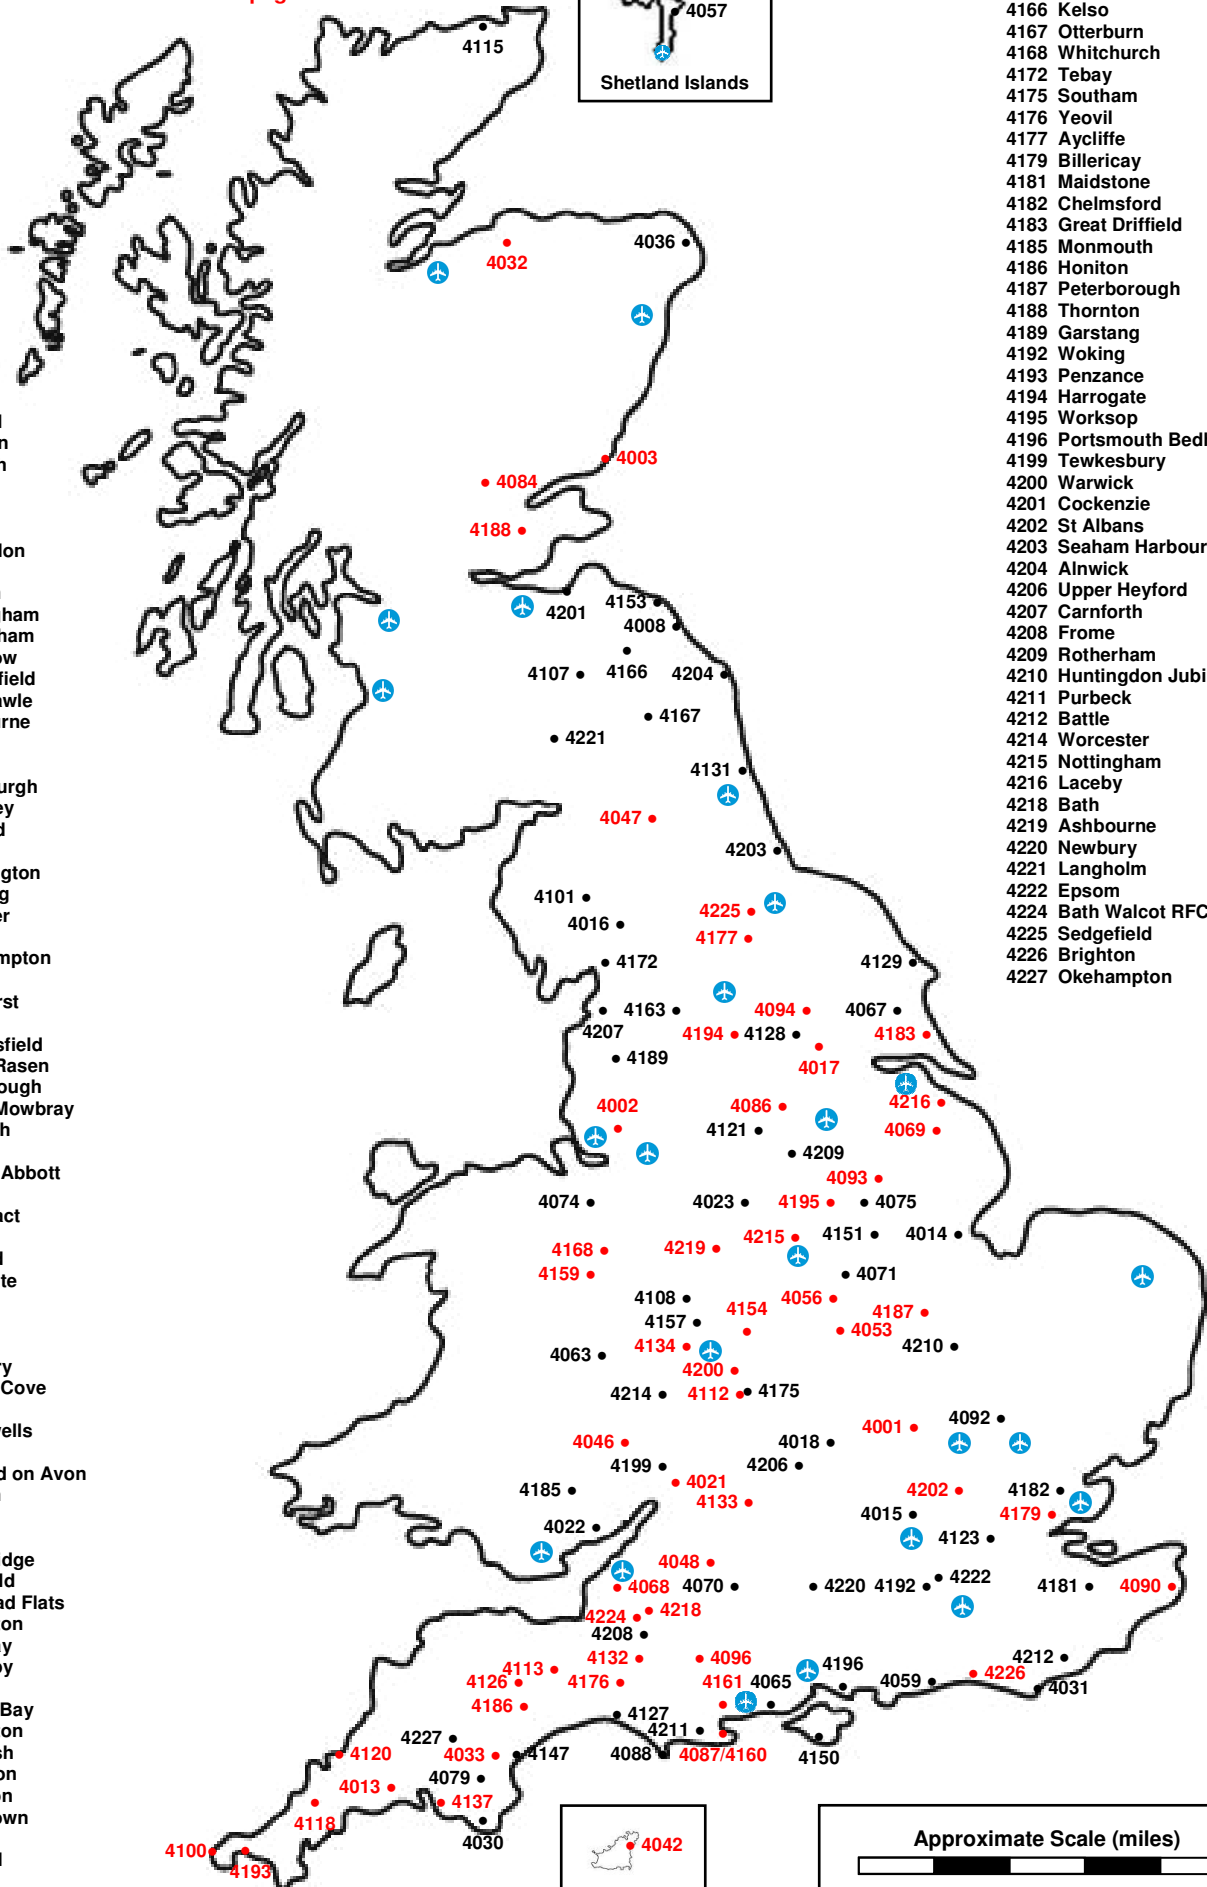 4057
Shetland Islands
4115
4036
4032
4003
4084
4188
4201
4153
4008
4166
4107
4204
4167
4221
4131
4047
4203
4101
4016
4225
4177
4172
4129
4207
4163
4094
4067
4194
4128
4183
4017
4189
4002
4086
4216
4121
4069
4209
4093
4074
4023
4195
4075
4168
4219
4215
4151
4014
4159
4071
4108
4154
4056
4187
4157
4053
4134
4210
4063
4200
4214
4112
4175
4092
4001
4046
4018
4199
4206
4021
4185
4133
4202
4182
4015
4179
4022
4123
4048
4222
4068
4070
4220
4192
4181
4090
4224
4218
4208
4132
4096
4212
4113
4126
4176
4161
4065
4196
4059
4226
4031
4186
4127
4227
4211
4120
4033
4147
4088
4087/4160
4150
4079
4013
4137
4118
4030
4100
4193
4042
Approximate Scale (miles)
4166 Kelso
4167 Otterburn
4168 Whitchurch
4172 Tebay
4175 Southam
4176 Yeovil
4177 Aycliffe
4179 Billericay
4181 Maidstone
4182 Chelmsford
4183 Great Driffield
4185 Monmouth
4186 Honiton
4187 Peterborough
4188 Thornton
4189 Garstang
4192 Woking
4193 Penzance
4194 Harrogate
4195 Worksop
4196 Portsmouth Bedl
4199 Tewkesbury
4200 Warwick
4201 Cockenzie
4202 St Albans
4203 Seaham Harbour
4204 Alnwick
4206 Upper Heyford
4207 Carnforth
4208 Frome
4209 Rotherham
4210 Huntingdon Jubi
4211 Purbeck
4212 Battle
4214 Worcester
4215 Nottingham
4216 Laceby
4218 Bath
4219 Ashbourne
4220 Newbury
4221 Langholm
4222 Epsom
4224 Bath Walcot RFC
4225 Sedgefield
4226 Brighton
4227 Okehampton